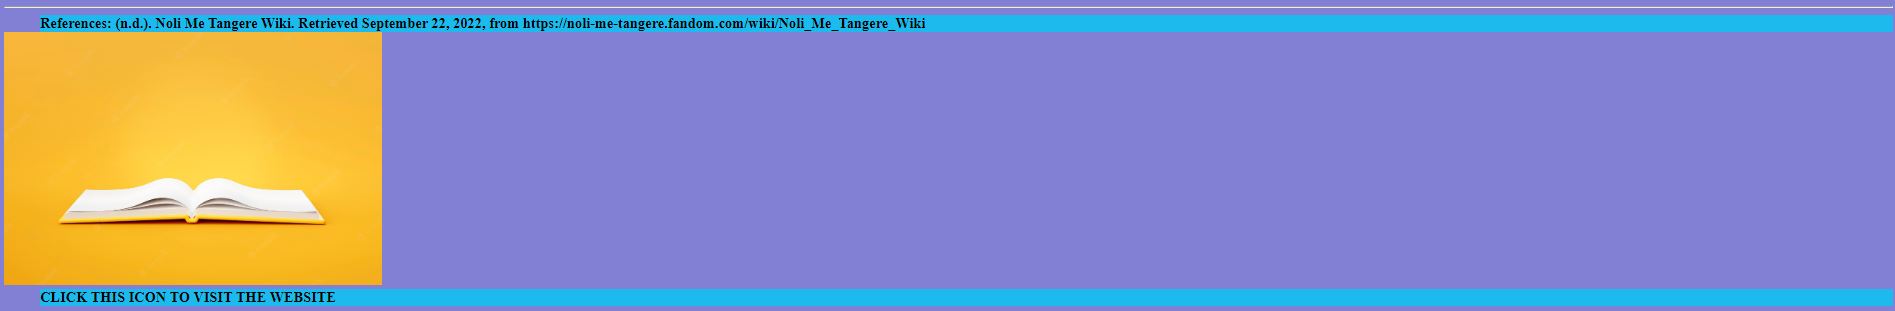 References: (n.d.). Noli Me Tangere Wiki. Retrieved September 22, 2022, from https://noli-me-tangere.fandom.com/wiki/Noli_Me_Tangere_Wiki
CLICK THIS ICON TO VISIT THE WEBSITE